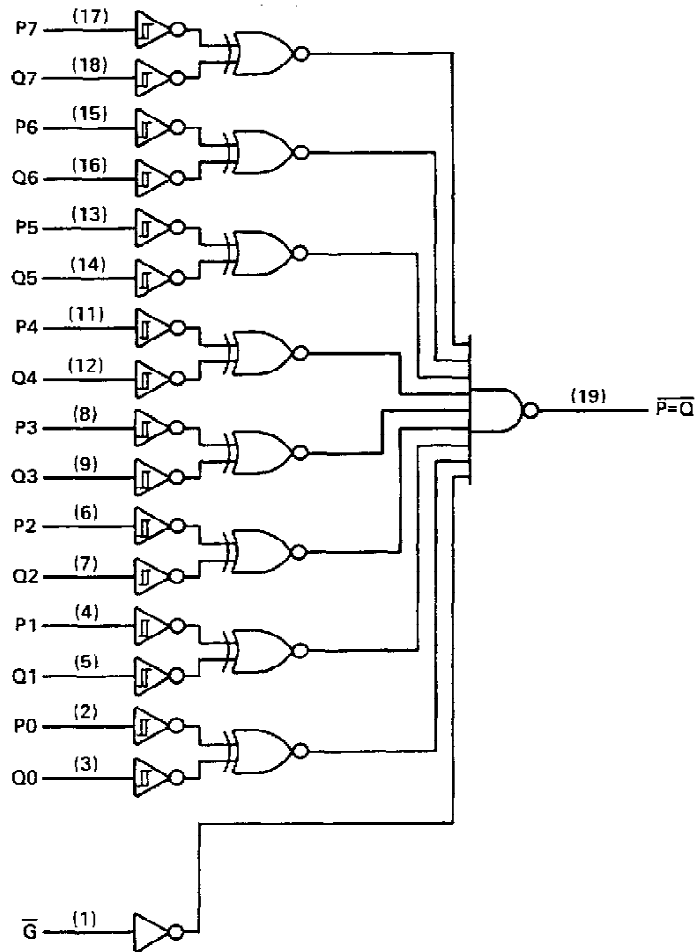 P7 (17)
Q7 (18)
P6 (15)
Q6 (16)
P5 (13)
Q5 (14)
P4 (11)
Q4 (12)
P3 (8)
Q3 (9)
(19) P=Q
P2 (6)
Q2 (7)
P1 (4)
Q1 (5)
P0 (2)
Q0 (3)
G (1)